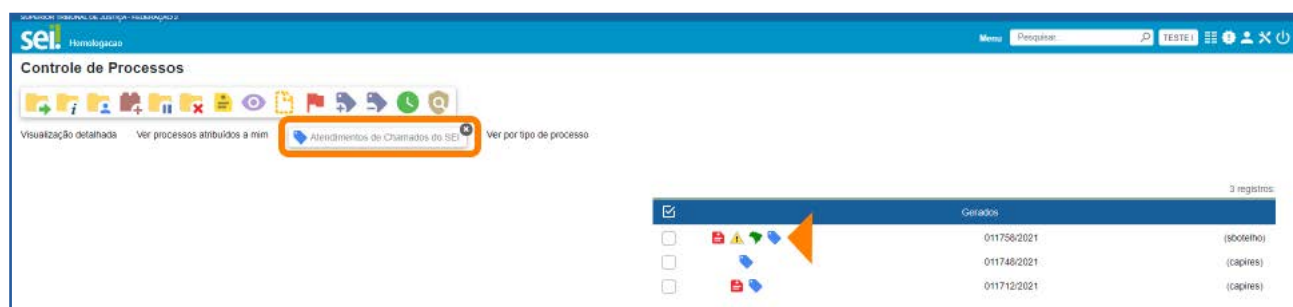 SUPERIOR TRIBUNAL DE JUSTIÇA - FEDERAÇÃO 2
sei! Homologacao Menu Pesquisar... TESTE I
Controle de Processos
Visualização detalhada Ver processos atribuídos a mim Atendimentos de Chamados do SEI Ver por tipo de processo
3 registros:
Gerados
011758/2021 (sbotelho)
011748/2021 (capires)
011712/2021 (capires)